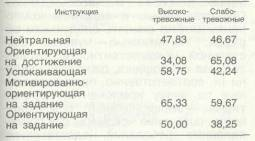 Инструкция Высоко- Слабо-
тревожные тревожные
Нейтральная 47,83 46,67
Ориентирующая
на достижение 34,08 65,08
Успокаивающая 58,75 42,24
Мотивированно-
ориентирующая
на задание 65,33 59,67
Ориентирующая
на задание 50,00 38,25